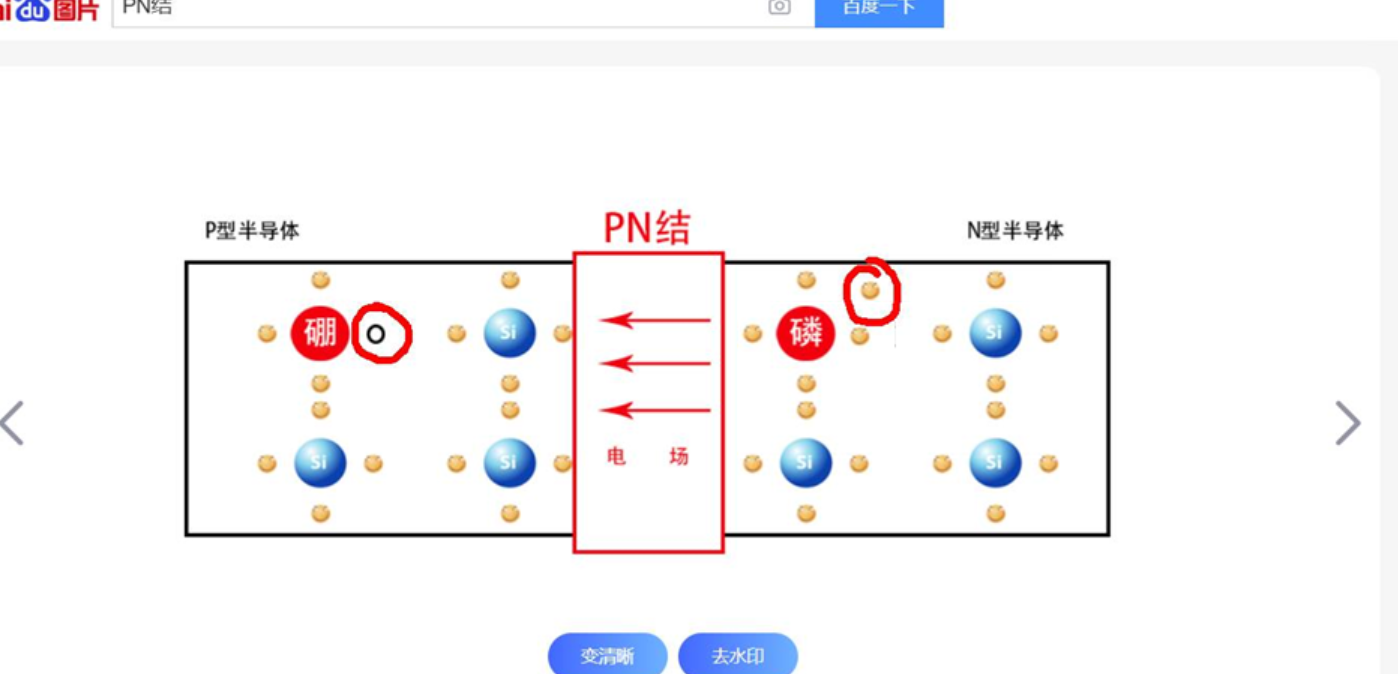 du图片 PN结 百度一下
PN结
P型半导体 N型半导体
硼 Si 磷 Si
电 场
Si Si Si Si
变清晰 去水印